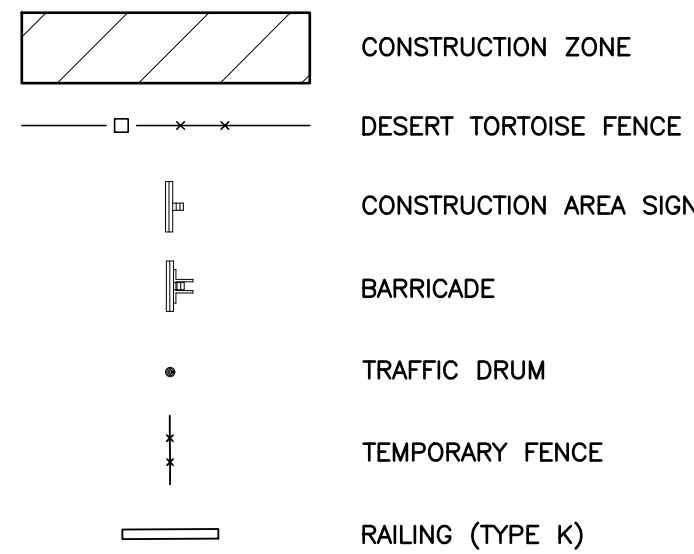 CONSTRUCTION ZONE
DESERT TORTOISE FENCE
CONSTRUCTION AREA SIGN
BARRICADE
TRAFFIC DRUM
TEMPORARY FENCE
RAILING (TYPE K)